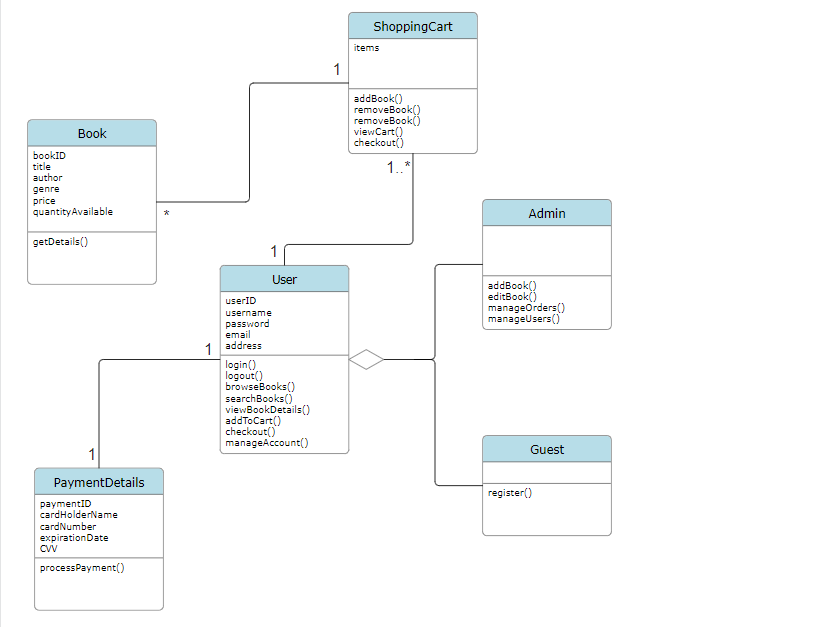 ShoppingCart
items
addBook()
removeBook()
removeBook()
viewCart()
checkout()
1
1..*
Book
bookID
title
author
genre
price
quantityAvailable
getDetails()
*
Admin
addBook()
editBook()
manageOrders()
manageUsers()
1
User
userID
username
password
email
address
login()
logout()
browseBooks()
searchBooks()
viewBookDetails()
addToCart()
checkout()
manageAccount()
1
1
Guest
register()
PaymentDetails
paymentID
cardHolderName
cardNumber
expirationDate
CVV
processPayment()